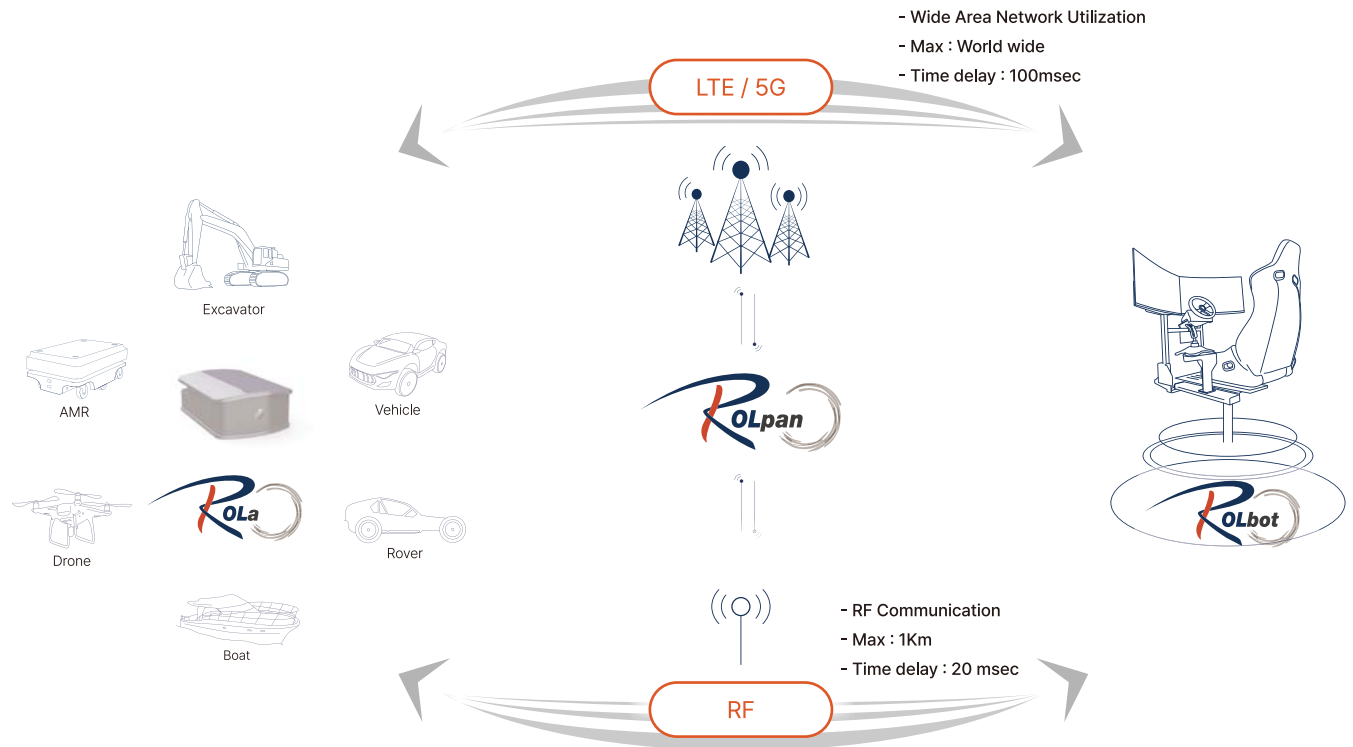 - Wide Area Network Utilization
- Max : World wide
- Time delay : 100msec
LTE / 5G
Excavator
AMR
Vehicle
ROLpan
ROLa
Drone
Rover
ROLbot
Boat
- RF Communication
- Max : 1Km
- Time delay : 20 msec
RF